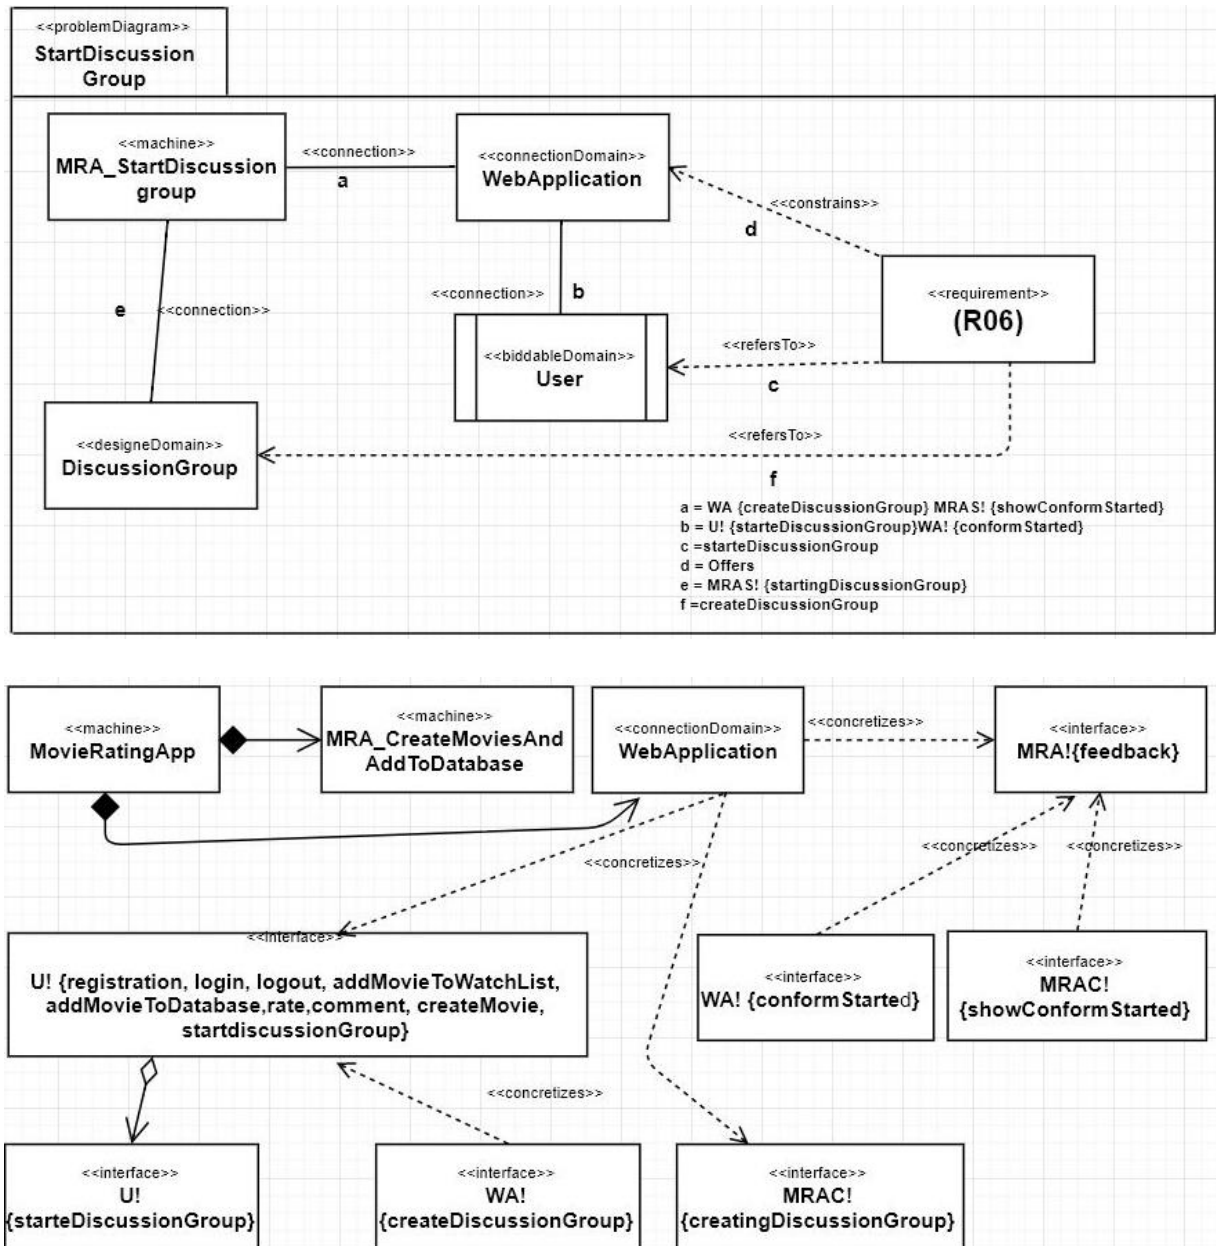 <<problemDiagram>>
StartDiscussion
Group
<<machine>>
MRA_StartDiscussion
group
<<connection>>
a
<<connectionDomain>>
WebApplication
<<constrains>>
d
<<connection>>
e
<<connection>>
b
<<requirement>>
(R06)
<<biddableDomain>>
User
<<refersTo>>
c
<<designeDomain>>
DiscussionGroup
<<refersTo>>
f
a = WA {createDiscussionGroup} MRAS! {showConformStarted}
b = U! {starteDiscussionGroup}WA! {conformStarted}
c =starteDiscussionGroup
d = Offers
e = MRAS! {startingDiscussionGroup}
f =createDiscussionGroup
<<machine>>
MovieRatingApp
<<machine>>
MRA_CreateMoviesAnd
AddToDatabase
<<connectionDomain>>
WebApplication
<<concretizes>>
<<interface>>
MRA!{feedback}
<<concretizes>>
<<concretizes>>
<<concretizes>>
<<interface>>
U! {registration, login, logout, addMovieToWatchList,
addMovieToDatabase,rate,comment, createMovie,
startdiscussionGroup}
<<interface>>
WA! {conformStarted}
<<interface>>
MRAC!
{showConformStarted}
<<concretizes>>
<<interface>>
U!
{starteDiscussionGroup}
<<interface>>
WA!
{createDiscussionGroup}
<<interface>>
MRAC!
{creatingDiscussionGroup}